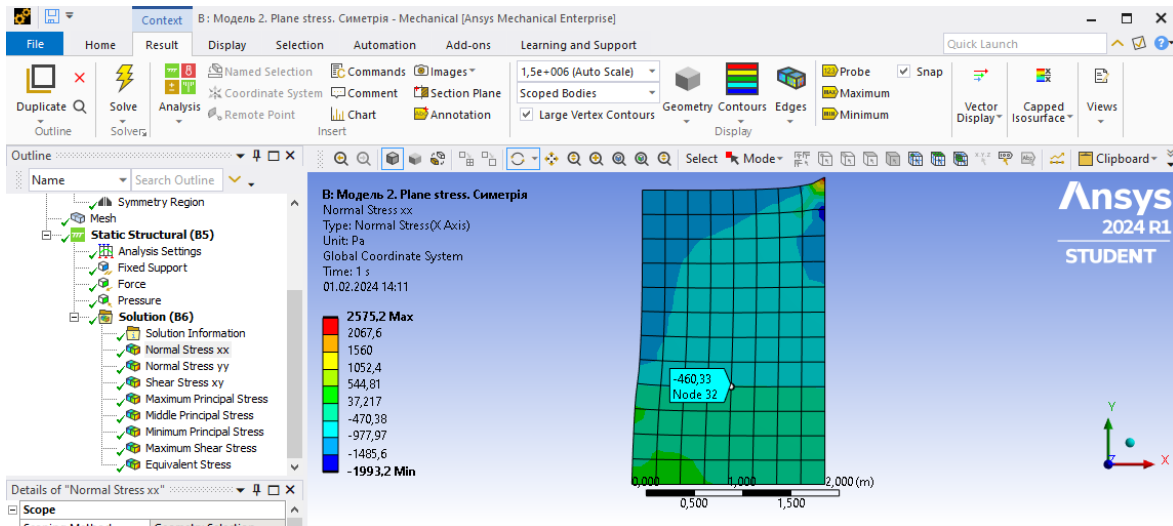 Context
B : Модель 2. Plane stress. Симетрія - Mechanical [Ansys Mechanical Enterprise]
File Home Result Display Selection Automation Add-ons Learning and Support
Quick Launch
Duplicate
Outline
Solve
Solver
Analysis
Named Selection
Coordinate System
Remote Point
Commands
Comment
Chart
Images
Section Plane
Annotation
Insert
1,5e+006 (Auto Scale)
Scoped Bodies
Large Vertex Contours
Geometry Contours Edges
Display
Probe
Maximum
Minimum
Snap
Vector
Display
Capped
Isosurface
Views
Outline
Name
Search Outline
Select
Mode
Clipboard
Symmetry Region
Mesh
Static Structural (B5)
Analysis Settings
Fixed Support
Force
Pressure
Solution (B6)
Solution Information
Normal Stress xx
Normal Stress yy
Shear Stress xy
Maximum Principal Stress
Middle Principal Stress
Minimum Principal Stress
Maximum Shear Stress
Equivalent Stress
Details of "Normal Stress xx"
Scope
B: Модель 2. Plane stress. Симетрія
Normal Stress xx
Type: Normal Stress(X Axis)
Unit: Pa
Global Coordinate System
Time: 1 s
01.02.2024 14:11
2575,2 Max
2067,6
1560
1052,4
544,81
37,217
-470,38
-977,97
-1485,6
-1993,2 Min
-460,33
Node 32
0,000 1,000 2,000 (m)
0,500 1,500
Ansys
2024 R1
STUDENT
Y
Z
X